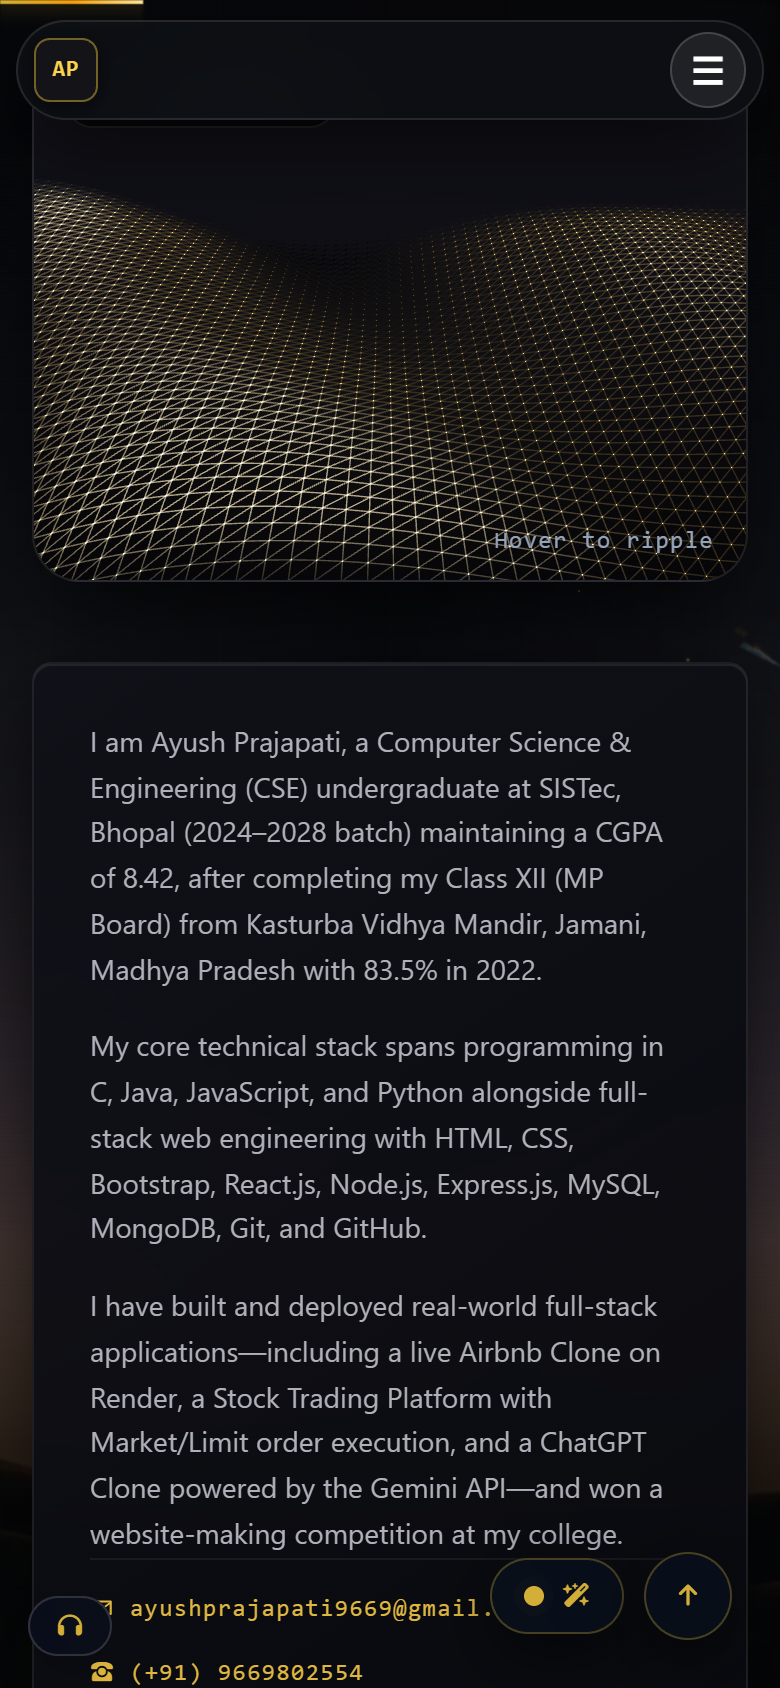 AP
Hover to ripple
I am Ayush Prajapati, a Computer Science &
Engineering (CSE) undergraduate at SISTec,
Bhopal (2024–2028 batch) maintaining a CGPA
of 8.42, after completing my Class XII (MP
Board) from Kasturba Vidhya Mandir, Jamani,
Madhya Pradesh with 83.5% in 2022.
My core technical stack spans programming in
C, Java, JavaScript, and Python alongside full-
stack web engineering with HTML, CSS,
Bootstrap, React.js, Node.js, Express.js, MySQL,
MongoDB, Git, and GitHub.
I have built and deployed real-world full-stack
applications—including a live Airbnb Clone on
Render, a Stock Trading Platform with
Market/Limit order execution, and a ChatGPT
Clone powered by the Gemini API—and won a
website-making competition at my college.
ayushprajapati9669@gmail.
(+91) 9669802554